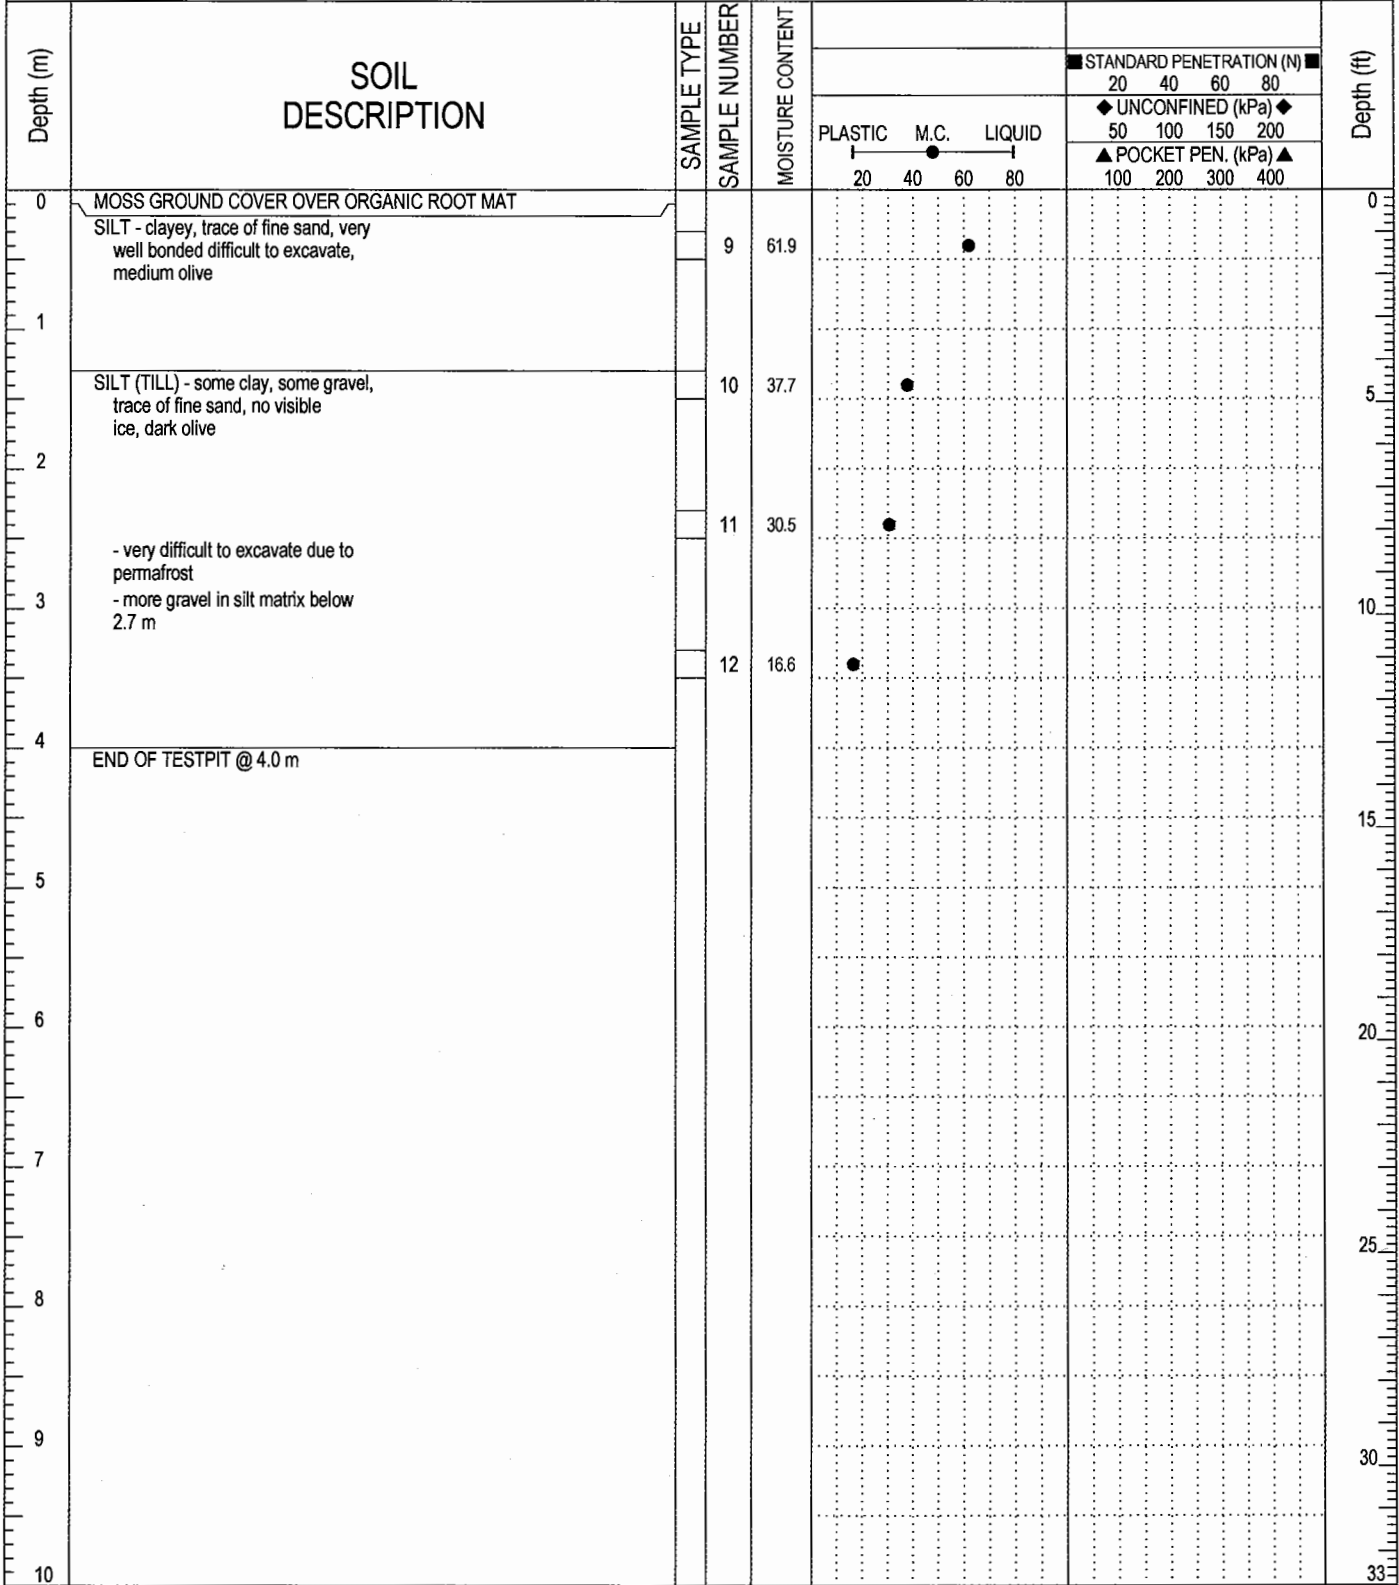 Depth (m)
SOIL
DESCRIPTION
SAMPLE TYPE
SAMPLE NUMBER
MOISTURE CONTENT
PLASTIC M.C. LIQUID
20 40 60 80
■ STANDARD PENETRATION (N) ■
20 40 60 80
◆ UNCONFINED (kPa) ◆
50 100 150 200
▲ POCKET PEN. (kPa) ▲
100 200 300 400
Depth (ft)
0 MOSS GROUND COVER OVER ORGANIC ROOT MAT 0
SILT - clayey, trace of fine sand, very
well bonded difficult to excavate, 9 61.9
medium olive
1
SILT (TILL) - some clay, some gravel, 10 37.7
trace of fine sand, no visible 5
ice, dark olive
2
11 30.5
- very difficult to excavate due to
permafrost
3 - more gravel in silt matrix below 10
2.7 m
12 16.6
4
END OF TESTPIT @ 4.0 m
15
5
6
20
7
25
8
9
30
10 33